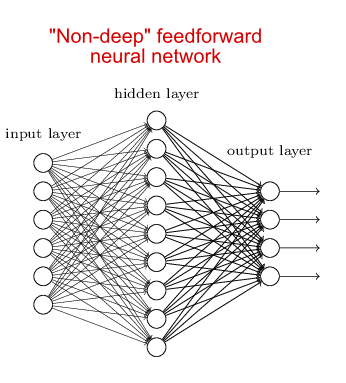 "Non-deep" feedforward
neural network
hidden layer
input layer
output layer